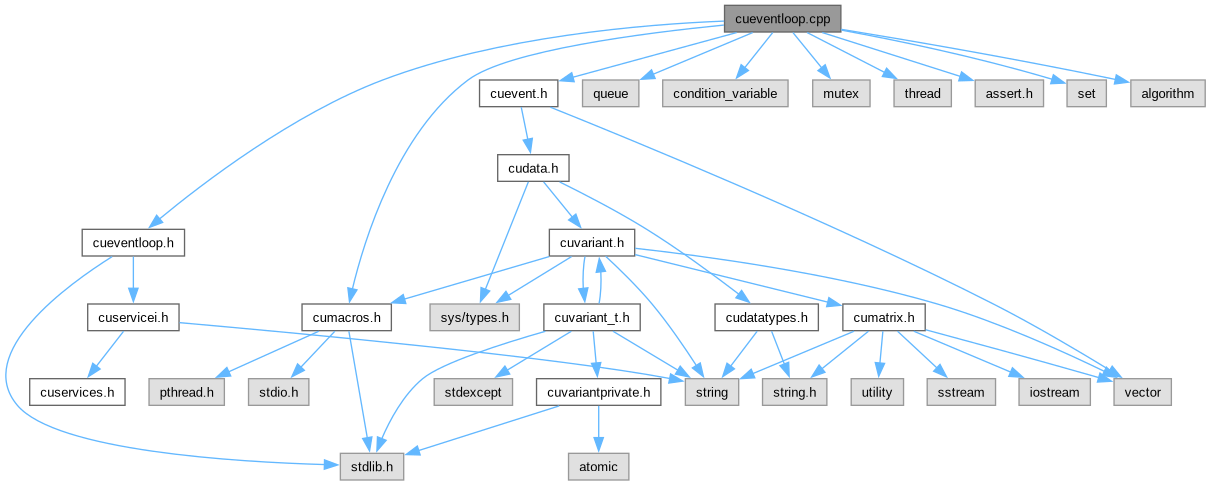 cueventloop.cpp
cuevent.h
queue
condition_variable
mutex
thread
assert.h
set
algorithm
cudata.h
cueventloop.h
cuvariant.h
cuservicei.h
cumacros.h
sys/types.h
cuvariant_t.h
cudatatypes.h
cumatrix.h
cuservices.h
pthread.h
stdio.h
stdexcept
cuvariantprivate.h
string
string.h
utility
sstream
iostream
vector
stdlib.h
atomic